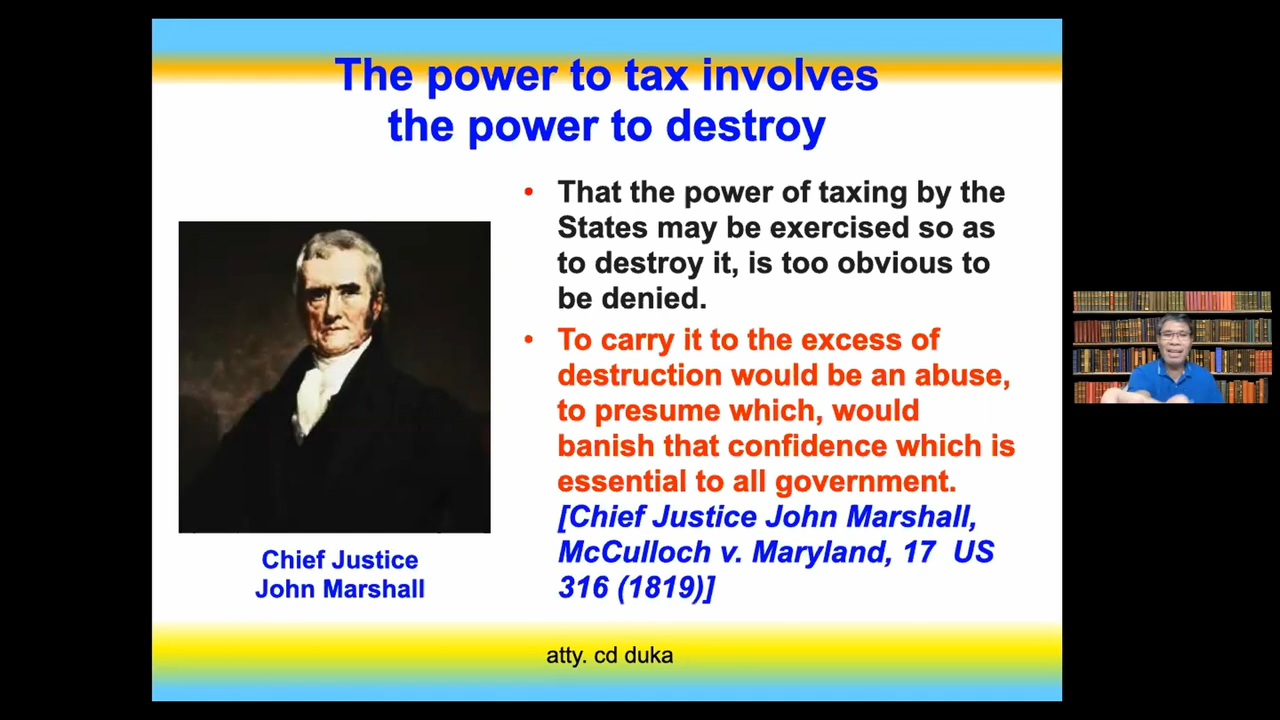 The power to tax involves
the power to destroy
• That the power of taxing by the
States may be exercised so as
to destroy it, is too obvious to
be denied.
• To carry it to the excess of
destruction would be an abuse,
to presume which, would
banish that confidence which is
essential to all government.
[Chief Justice John Marshall,
McCulloch v. Maryland, 17 US
316 (1819)]
Chief Justice
John Marshall
atty. cd duka